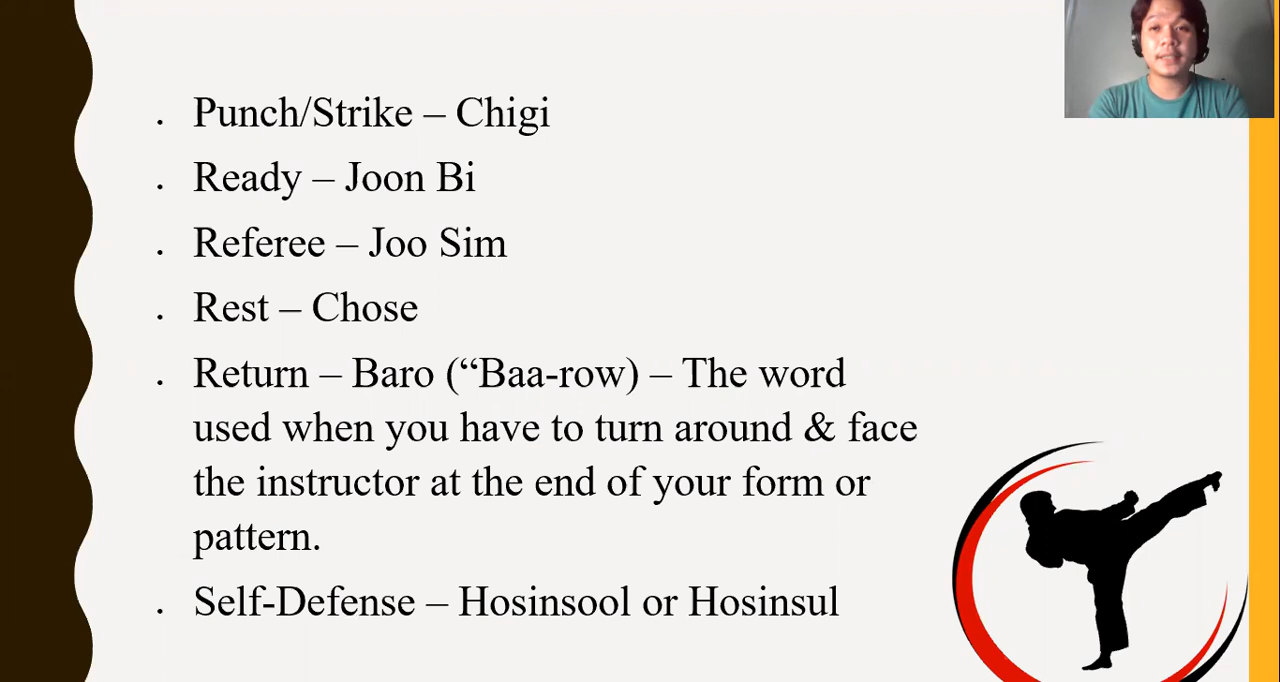 . Punch/Strike – Chigi
. Ready – Joon Bi
. Referee – Joo Sim
. Rest – Chose
. Return – Baro (“Baa-row) – The word
used when you have to turn around & face
the instructor at the end of your form or
pattern.
. Self-Defense – Hosinsool or Hosinsul